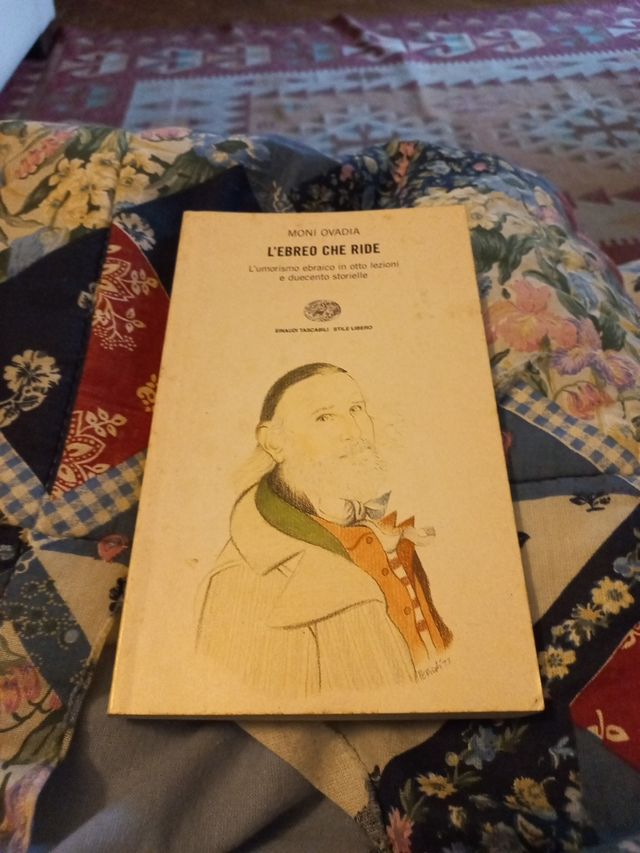 MONI OVADIA
L'EBREO CHE RIDE
L'umorismo ebraico in otto lezioni
e duecento storielle
EINAUDI TASCABILI STILE LIBERO